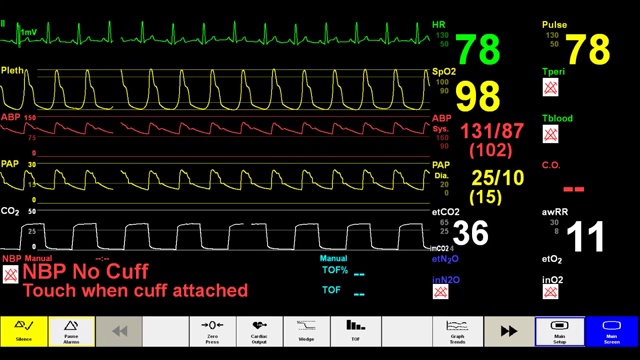 II
1mV
HR
130
50
78
Pulse
130
50
78
Pleth
SpO2
100
90
98
Tperi
ABP 150
75
0
ABP
Sys.
160
90
131/87
(102)
Tblood
PAP 30
15
0
PAP
Dia.
20
0
25/10
(15)
C.O.
--
CO2 50
25
0
etCO2
65
25
36
imCO2 4
awRR
30
8
11
NBP Manual --:--
NBP No Cuff
Touch when cuff attached
Manual
TOF% --
TOF --
etN2O
inN2O
etO2
inO2
Silence
Pause
Alarms
Zero
Press
Cardiac
Output
Wedge
TOF
Graph
Trends
Main
Setup
Main
Screen